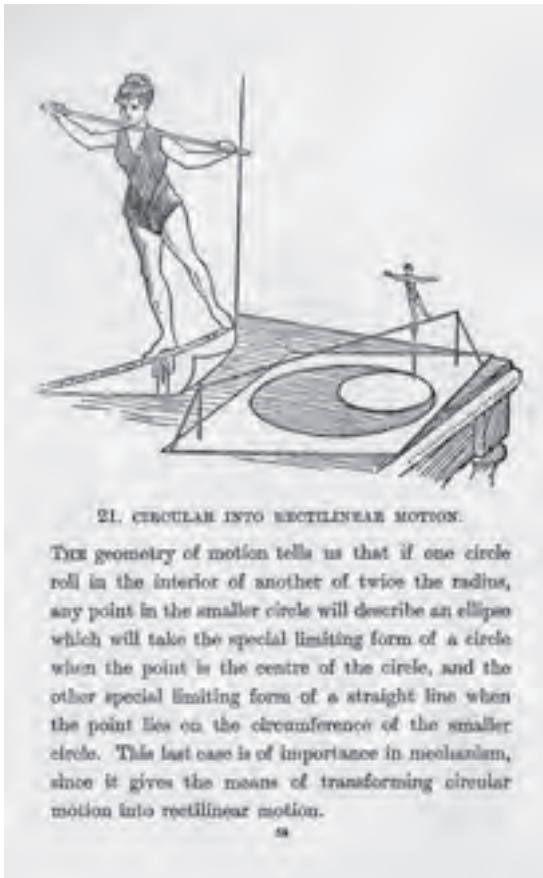 21. CIRCULAR INTO RECTILINEAR MOTION.
THE geometry of motion tells us that if one circle
roll in the interior of another of twice the radius,
any point in the smaller circle will describe an ellipse
which will take the special limiting form of a circle
when the point is the centre of the circle, and the
other special limiting form of a straight line when
the point lies on the circumference of the smaller
circle. This last case is of importance in mechanism,
since it gives the means of transforming circular
motion into rectilinear motion.